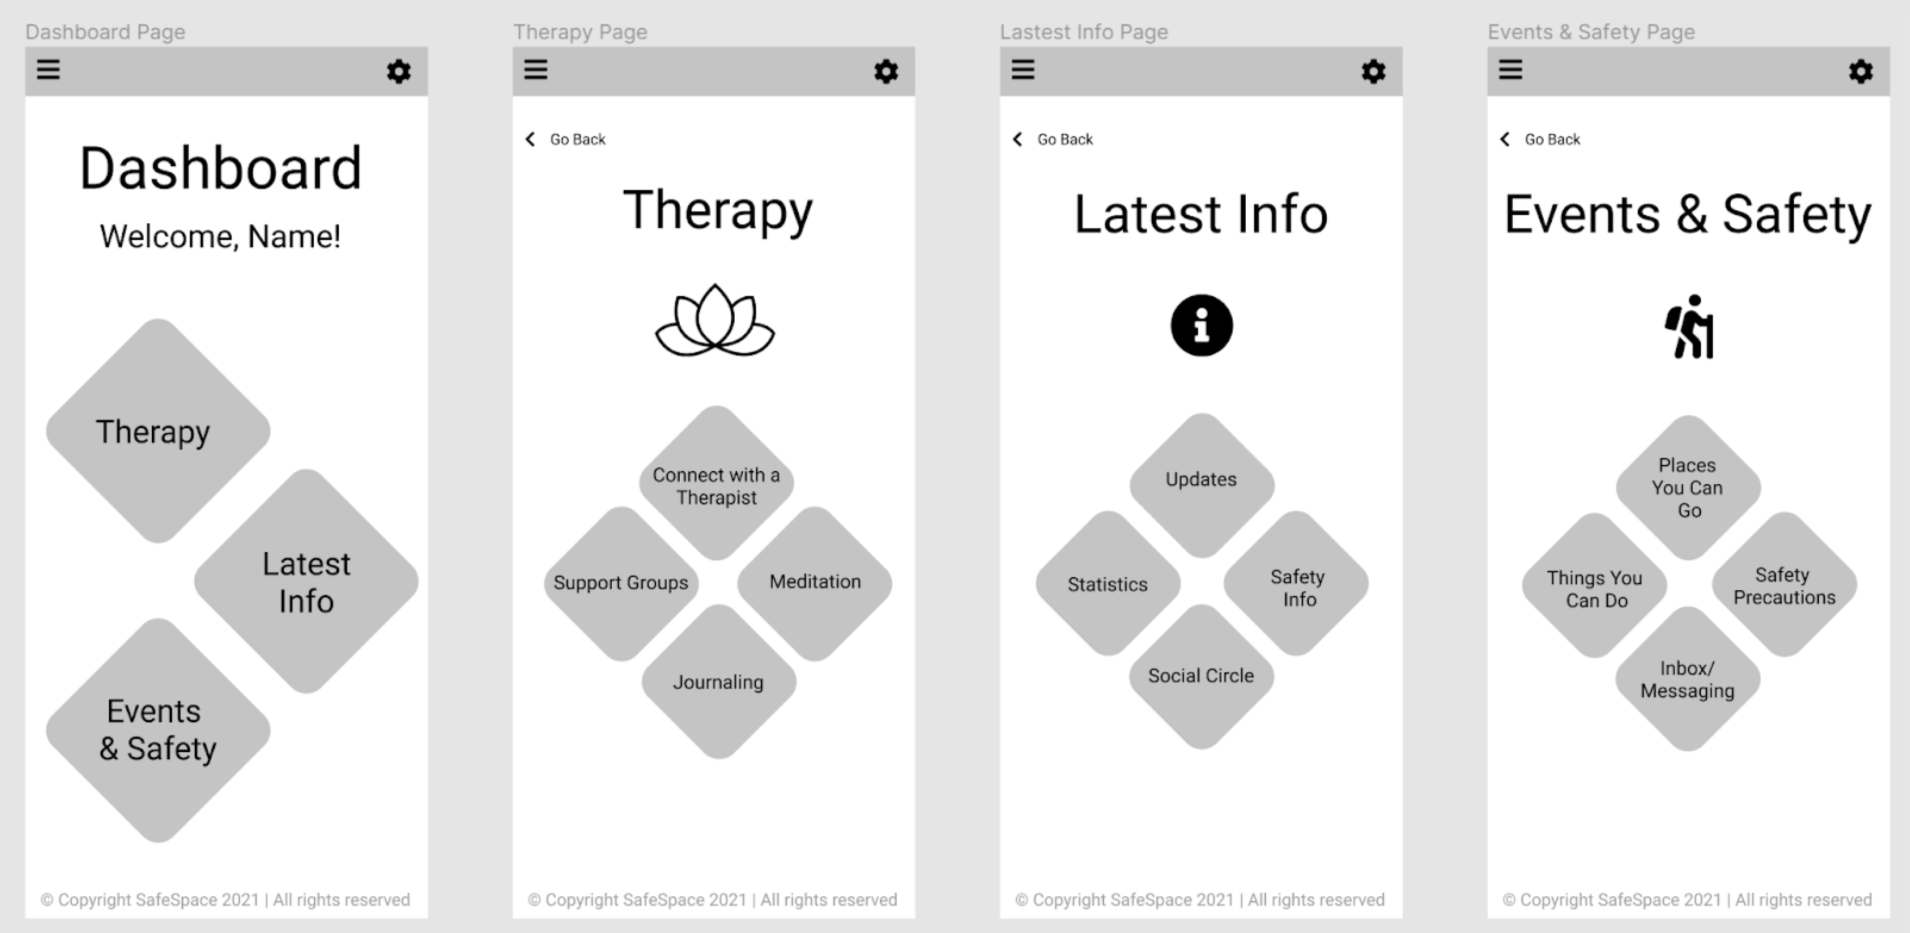 Dashboard Page
Dashboard
Welcome, Name!
Therapy
Latest
Info
Events
& Safety
© Copyright SafeSpace 2021 | All rights reserved
Therapy Page
Go Back
Therapy
Connect with a
Therapist
Support Groups
Meditation
Journaling
© Copyright SafeSpace 2021 | All rights reserved
Lastest Info Page
Go Back
Latest Info
Updates
Statistics
Safety
Info
Social Circle
© Copyright SafeSpace 2021 | All rights reserved
Events & Safety Page
Go Back
Events & Safety
Places
You Can
Go
Things You
Can Do
Safety
Precautions
Inbox/
Messaging
© Copyright SafeSpace 2021 | All rights reserved